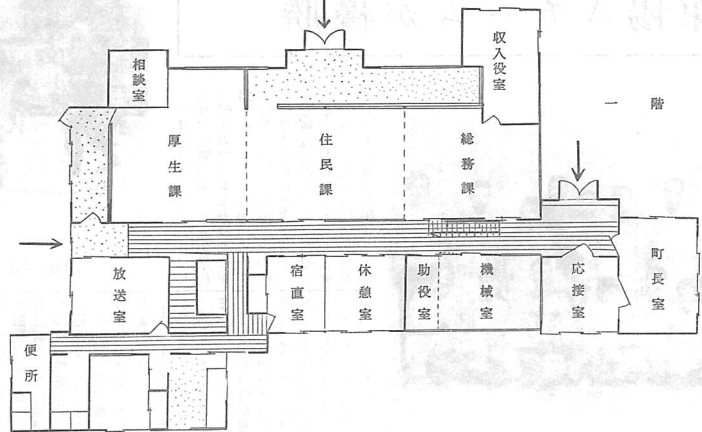 収入役室
相談室
一階
厚生課
住民課
総務課
放送室
宿直室
休憩室
助役室
機械室
応接室
町長室
便所